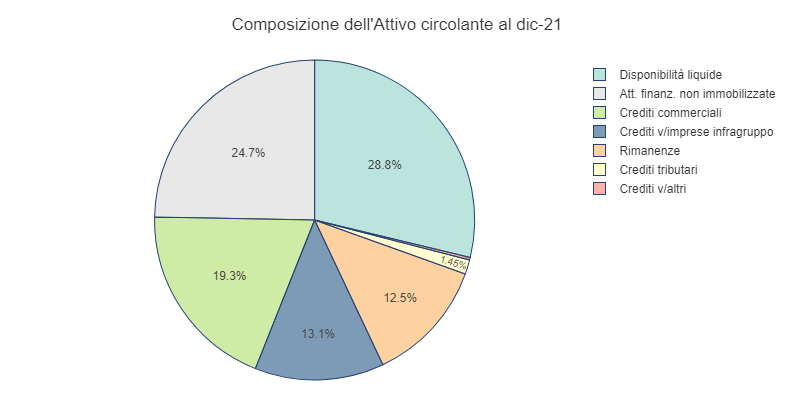 Composizione dell'Attivo circolante al dic-21
Disponibilità liquide
Att. finanz. non immobilizzate
Crediti commerciali
Crediti v/imprese infragruppo
Rimanenze
Crediti tributari
Crediti v/altri
24.7%
28.8%
1.45%
19.3%
12.5%
13.1%